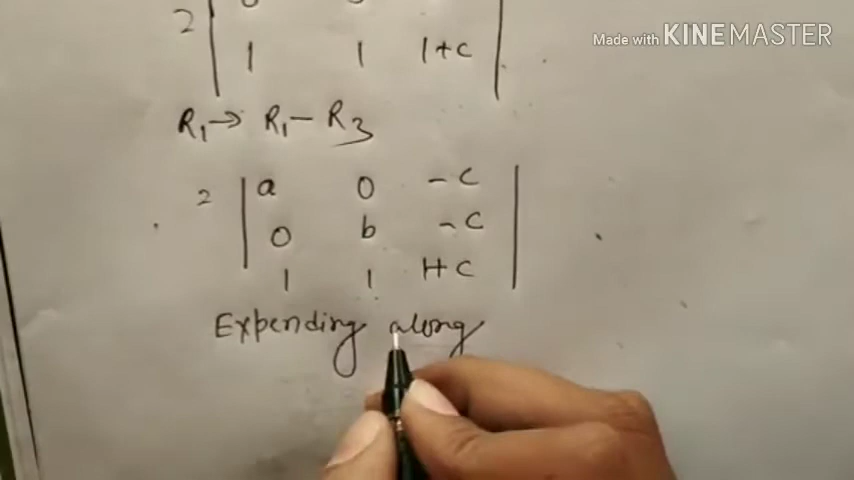 Made with KINEMASTER
2 | 1 1 1+c |
R₁→ R₁ - R₃
2 | a 0 -c |
| 0 b -c |
| 1 1 1+c |
Expending along